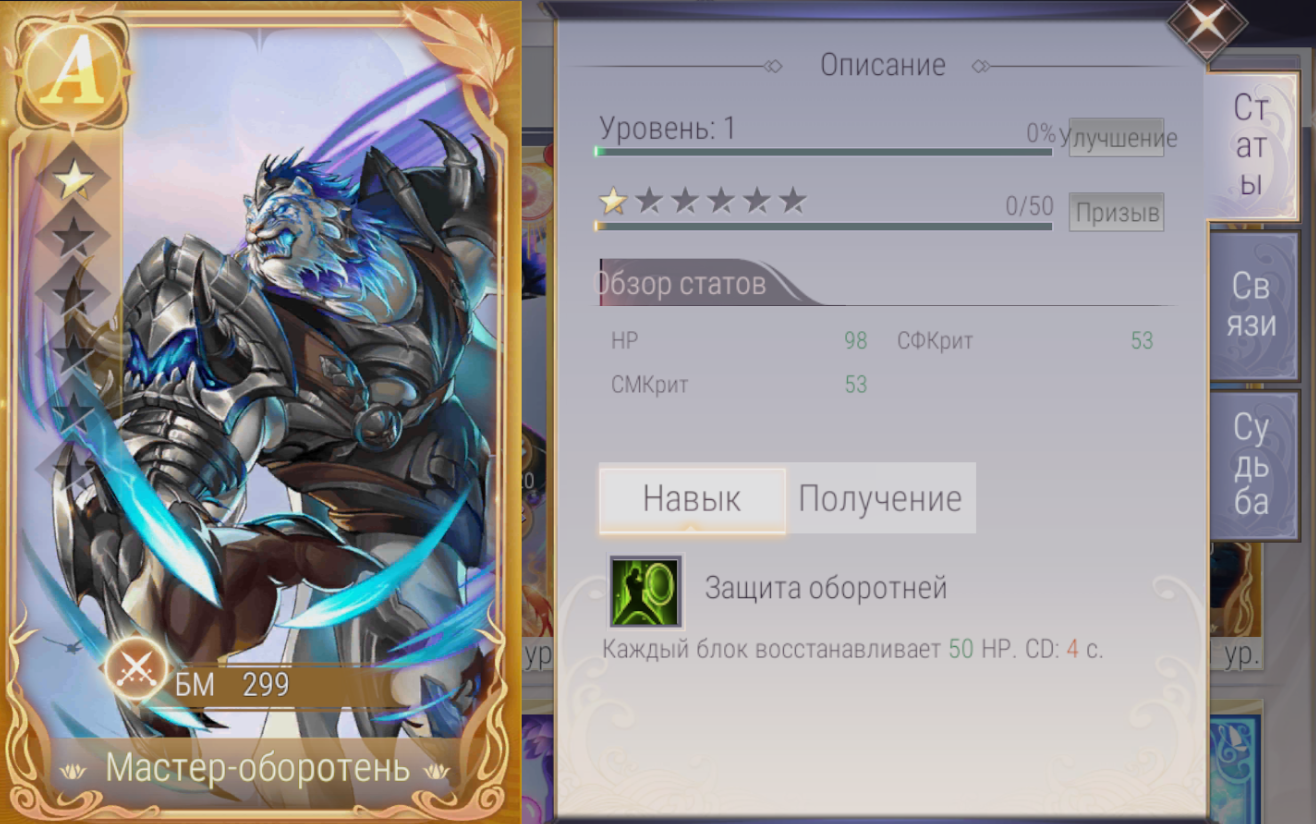 A
БМ 299
Мастер-оборотень
Описание
Уровень: 1 0% Улучшение
0/50 Призыв
Обзор статов
HP 98 СФКрит 53
СМКрит 53
Навык Получение
Защита оборотней
Каждый блок восстанавливает 50 HP. CD: 4 с.
Ст
ат
ы
Св
язи
Су
дь
ба
ур
ур.